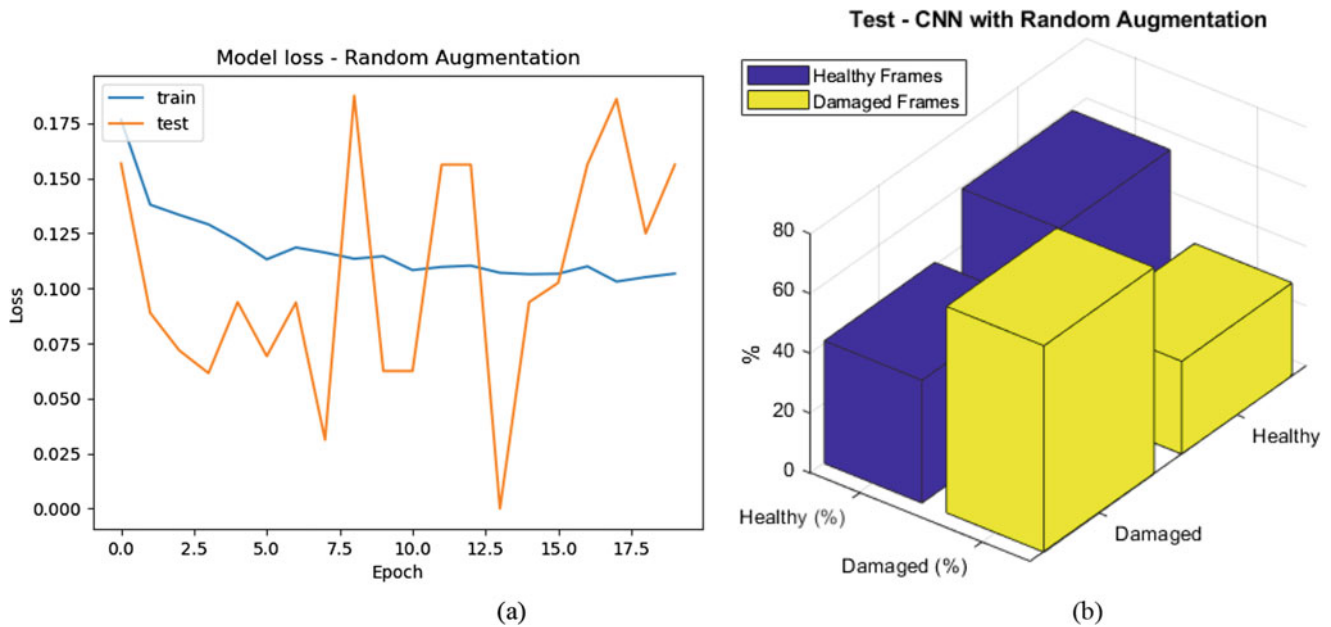 Model loss - Random Augmentation
train
test
0.175
0.150
0.125
0.100
0.075
0.050
0.025
0.000
Loss
0.0 2.5 5.0 7.5 10.0 12.5 15.0 17.5
Epoch
(a)
Test - CNN with Random Augmentation
Healthy Frames
Damaged Frames
80
60
40
20
0
%
Healthy (%)
Damaged (%)
Damaged
Healthy
(b)